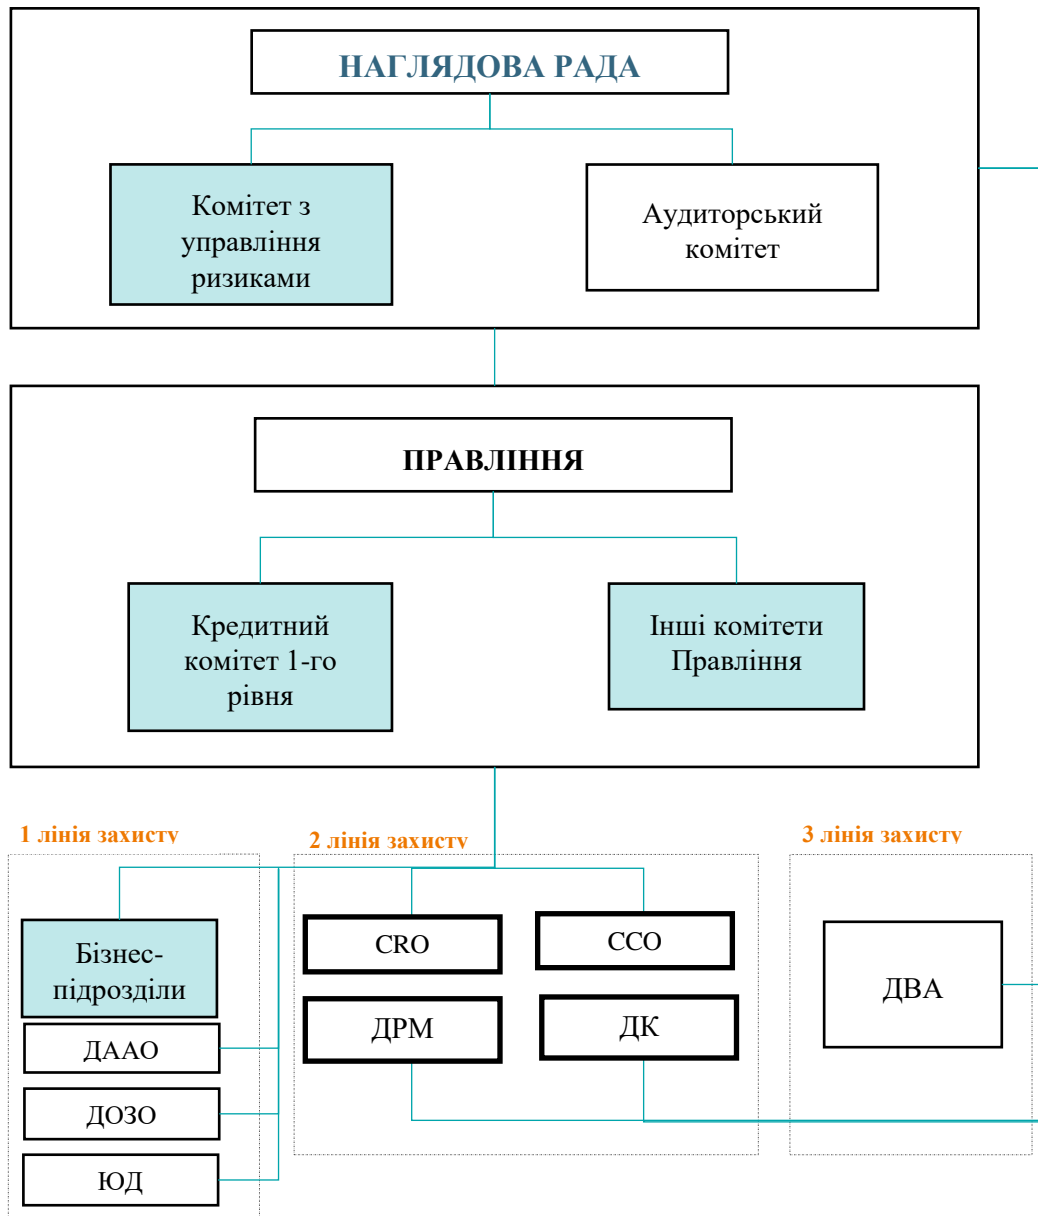 НАГЛЯДОВА РАДА
Комітет з
управління
ризиками
Аудиторський
комітет
ПРАВЛІННЯ
Кредитний
комітет 1-го
рівня
Інші комітети
Правління
1 лінія захисту
2 лінія захисту
3 лінія захисту
Бізнес-
підрозділи
ДААО
ДОЗО
ЮД
CRO
CCO
ДРМ
ДК
ДВА